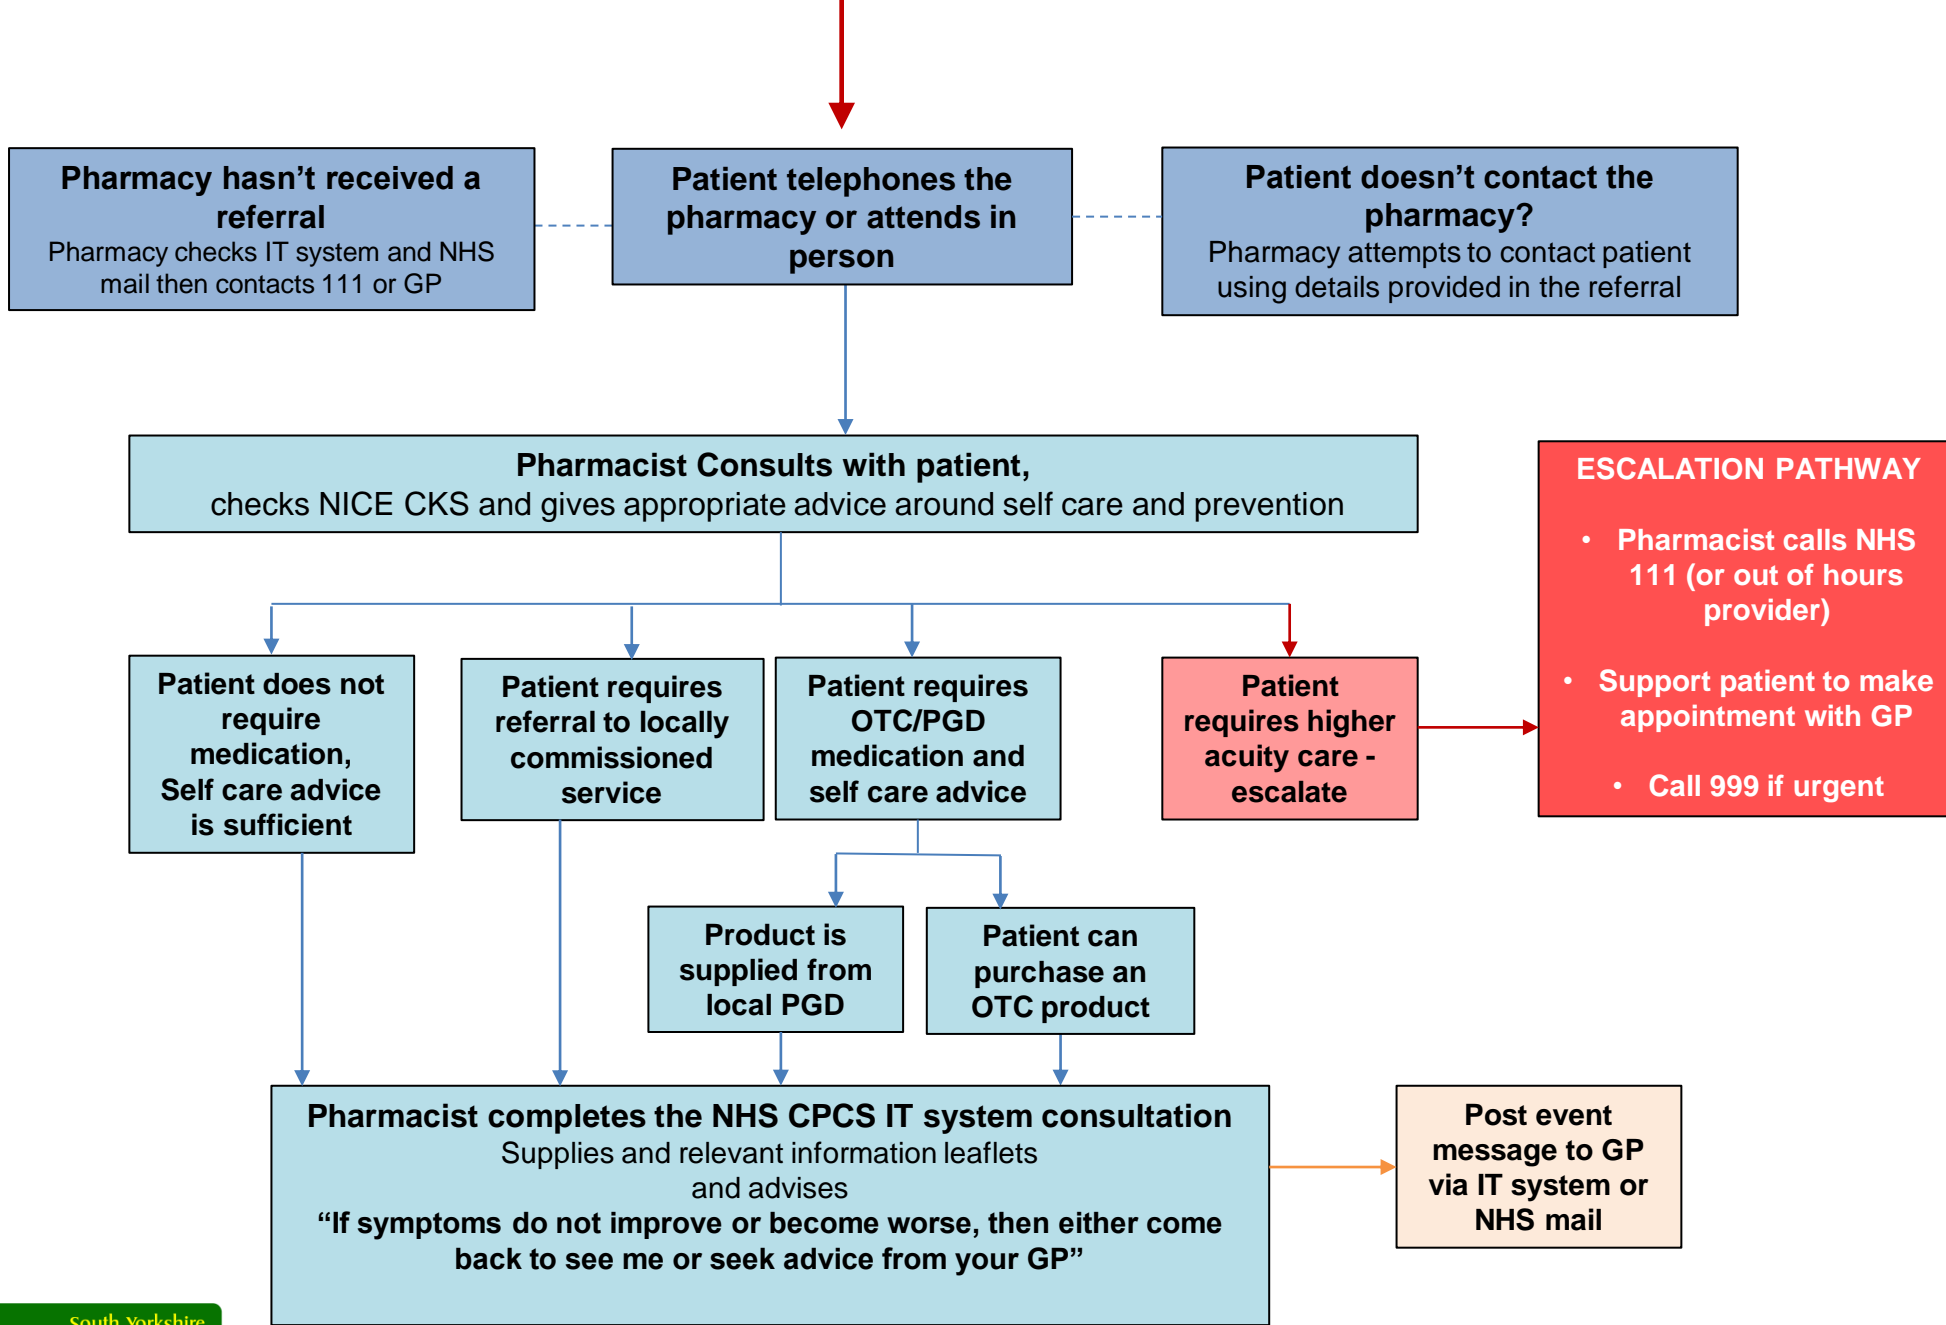 Pharmacy hasn’t received a
referral
Pharmacy checks IT system and NHS
mail then contacts 111 or GP
Patient telephones the
pharmacy or attends in
person
Patient doesn’t contact the
pharmacy?
Pharmacy attempts to contact patient
using details provided in the referral
Pharmacist Consults with patient,
checks NICE CKS and gives appropriate advice around self care and prevention
ESCALATION PATHWAY
• Pharmacist calls NHS
111 (or out of hours
provider)
• Support patient to make
appointment with GP
• Call 999 if urgent
Patient does not
require
medication,
Self care advice
is sufficient
Patient requires
referral to locally
commissioned
service
Patient requires
OTC/PGD
medication and
self care advice
Patient
requires higher
acuity care -
escalate
Product is
supplied from
local PGD
Patient can
purchase an
OTC product
Pharmacist completes the NHS CPCS IT system consultation
Supplies and relevant information leaflets
and advises
“If symptoms do not improve or become worse, then either come
back to see me or seek advice from your GP”
Post event
message to GP
via IT system or
NHS mail
South Yorkshire